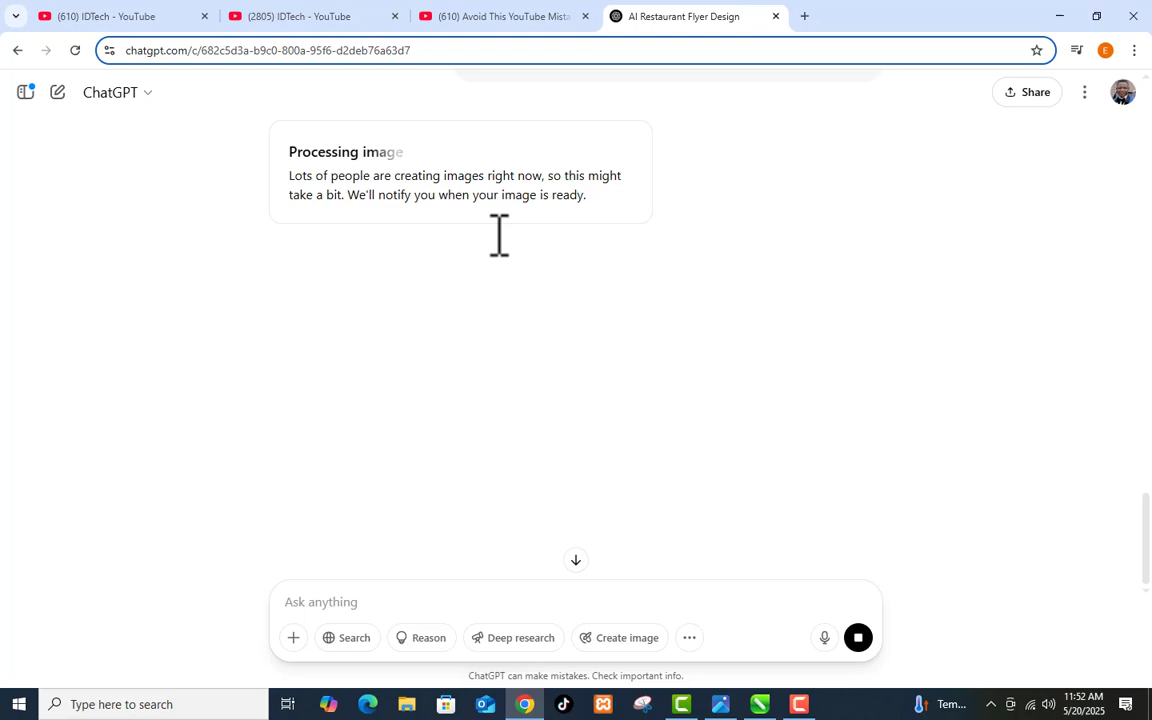 (610) IDTech - YouTube
(2805) IDTech - YouTube
(610) Avoid This YouTube Mista
AI Restaurant Flyer Design
chatgpt.com/c/682c5d3a-b9c0-800a-95f6-d2deb76a63d7
E
ChatGPT
Share
Processing image
Lots of people are creating images right now, so this might
take a bit. We'll notify you when your image is ready.
Ask anything
Search
Reason
Deep research
Create image
ChatGPT can make mistakes. Check important info.
Type here to search
Tem...
11:52 AM
5/20/2025